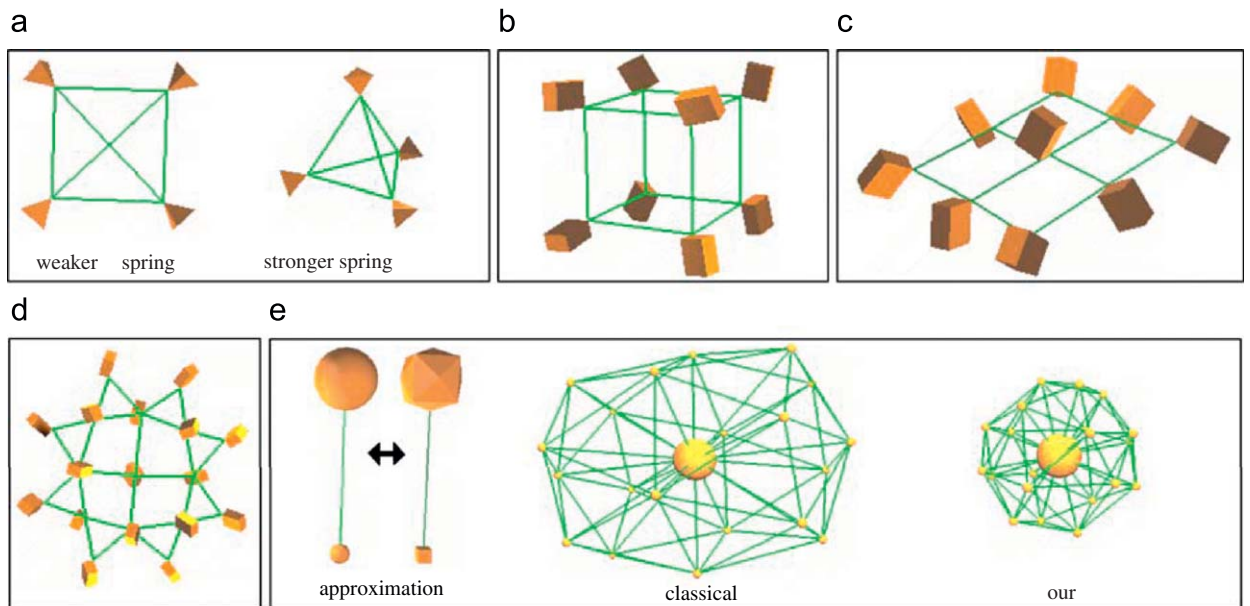 a
b
c
weaker spring
stronger spring
d
e
approximation
classical
our